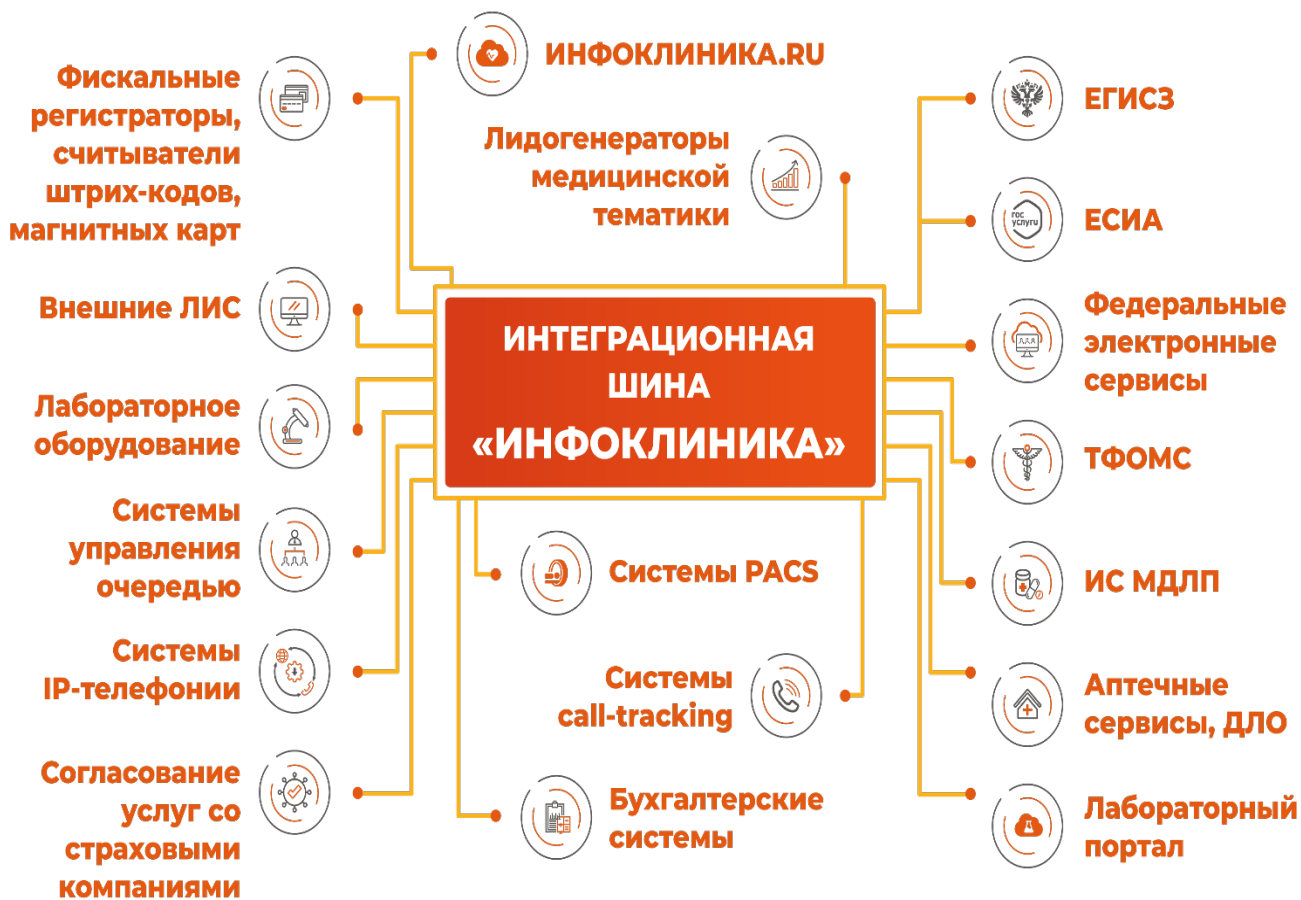 ИНФОКЛИНИКА.RU
Фискальные
регистраторы,
считыватели
штрих-кодов,
магнитных карт
Лидогенераторы
медицинской
тематики
ЕГИСЗ
гос
услуги
ЕСИА
Внешние ЛИС
ИНТЕГРАЦИОННАЯ
ШИНА
«ИНФОКЛИНИКА»
Федеральные
электронные
сервисы
Лабораторное
оборудование
ТФОМС
Системы
управления
очередью
Системы PACS
ИС МДЛП
Системы
IP-телефонии
Системы
call-tracking
Аптечные
сервисы, ДЛО
Согласование
услуг со
страховыми
компаниями
Бухгалтерские
системы
Лабораторный
портал